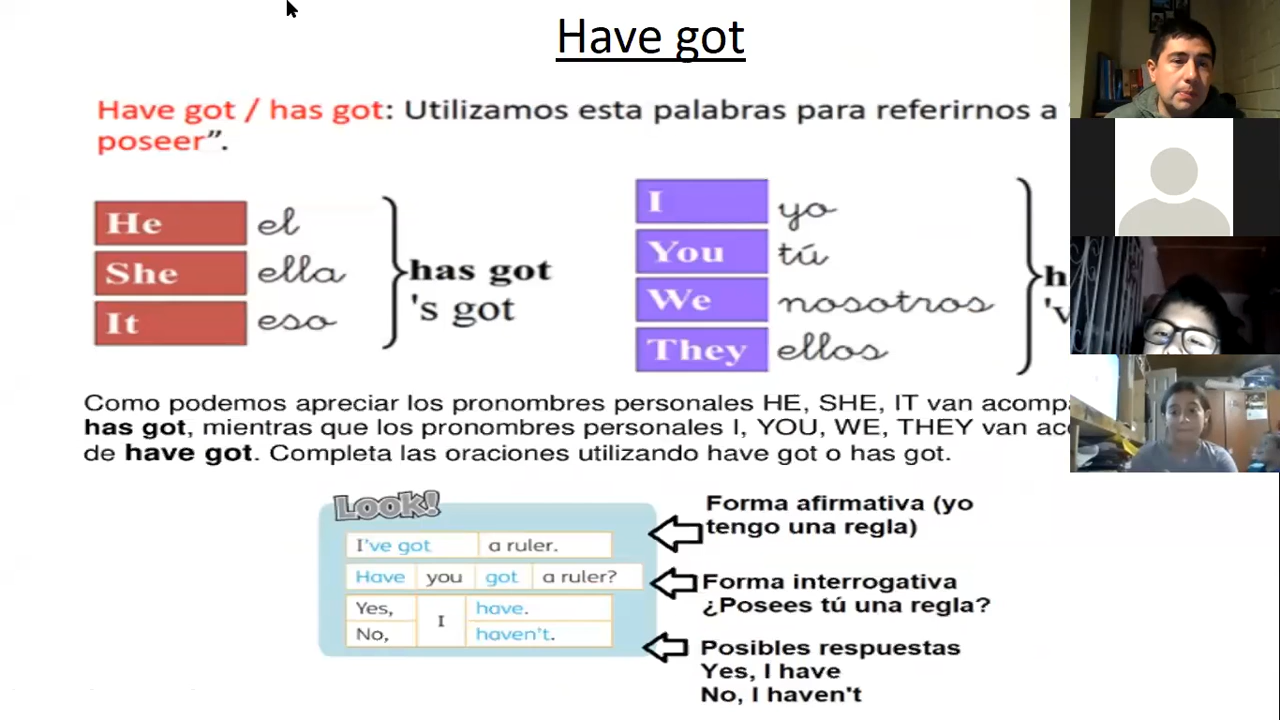 Have got
Have got / has got: Utilizamos esta palabras para referirnos a
poseer”.
He el
She ella
It eso
has got
's got
I yo
You tú
We nosotros
They ellos
Como podemos apreciar los pronombres personales HE, SHE, IT van
has got, mientras que los pronombres personales I, YOU, WE, THEY van
de have got. Completa las oraciones utilizando have got o has got.
LOOK!
I've got a ruler.
Have you got a ruler?
Yes, I have.
No, haven't.
Forma afirmativa (yo
tengo una regla)
Forma interrogativa
¿Posees tú una regla?
Posibles respuestas
Yes, I have
No, I haven't